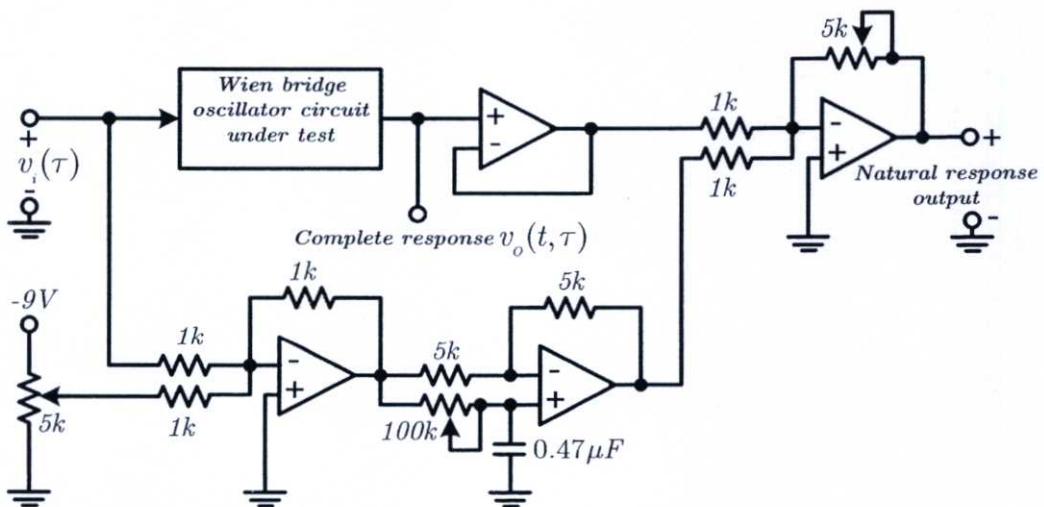 5k
Wien bridge
oscillator circuit
under test
+
-
+
v_i(τ)
-
1k
1k
-
+
+
Natural response
output
-
Complete response v_o(t,τ)
-9V
1k
5k
1k
5k
-
+
5k
1k
100k
-
+
0.47μF